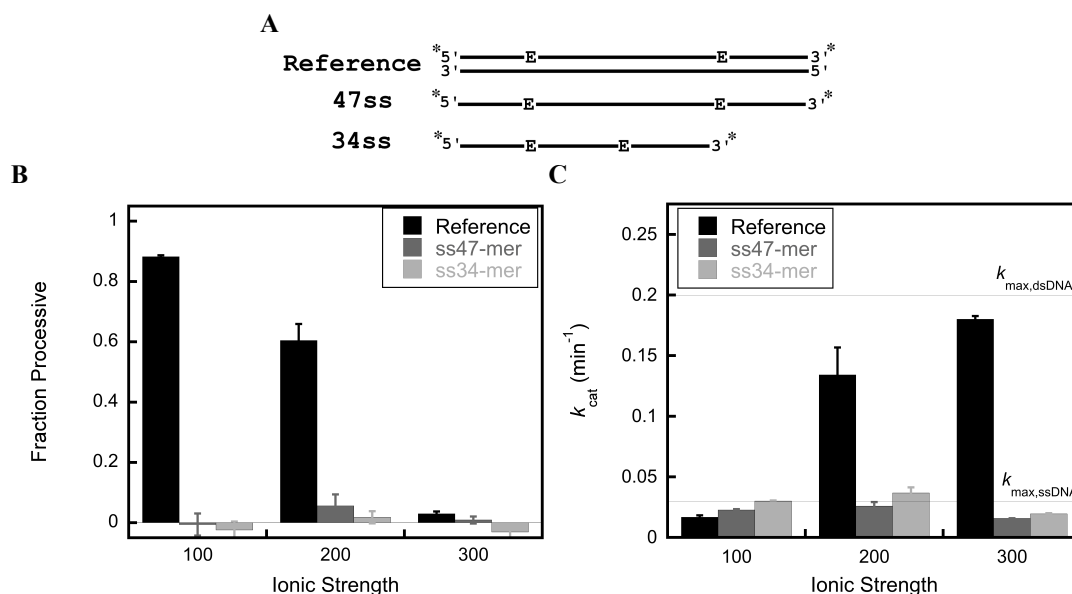 A
Reference
*5' E E 3'*
3' 5'
47ss *5' E E 3'*
34ss *5' E E 3'*
B
Fraction Processive
1
0.8
0.6
0.4
0.2
0
Reference
ss47-mer
ss34-mer
100 200 300
Ionic Strength
C
k cat (min-1)
0.25
0.2
0.15
0.1
0.05
0
Reference
ss47-mer
ss34-mer
k max,dsDNA
k max,ssDNA
100 200 300
Ionic Strength